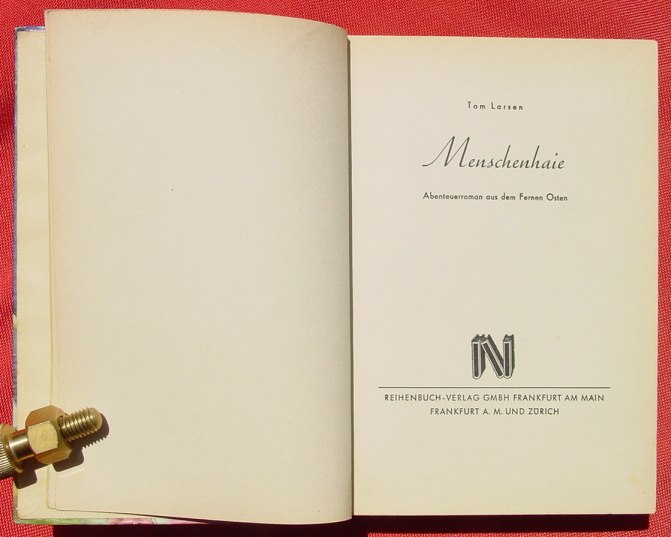 Tom Larsen
Menschenhaie
Abenteuerroman aus dem Fernen Osten
REIHENBUCH-VERLAG GMBH FRANKFURT AM MAIN
FRANKFURT A. M. UND ZÜRICH